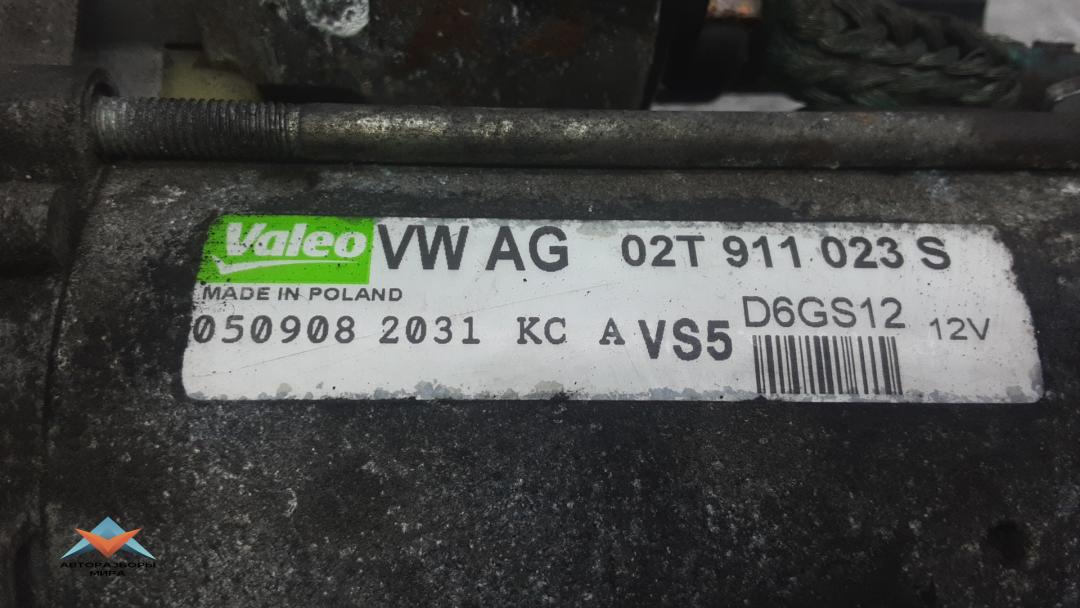 Valeo VW AG 02T 911 023 S
MADE IN POLAND
050908 2031 KC A VS5 D6GS12 12V
АВТОРАЗБОРЫ
МИРА